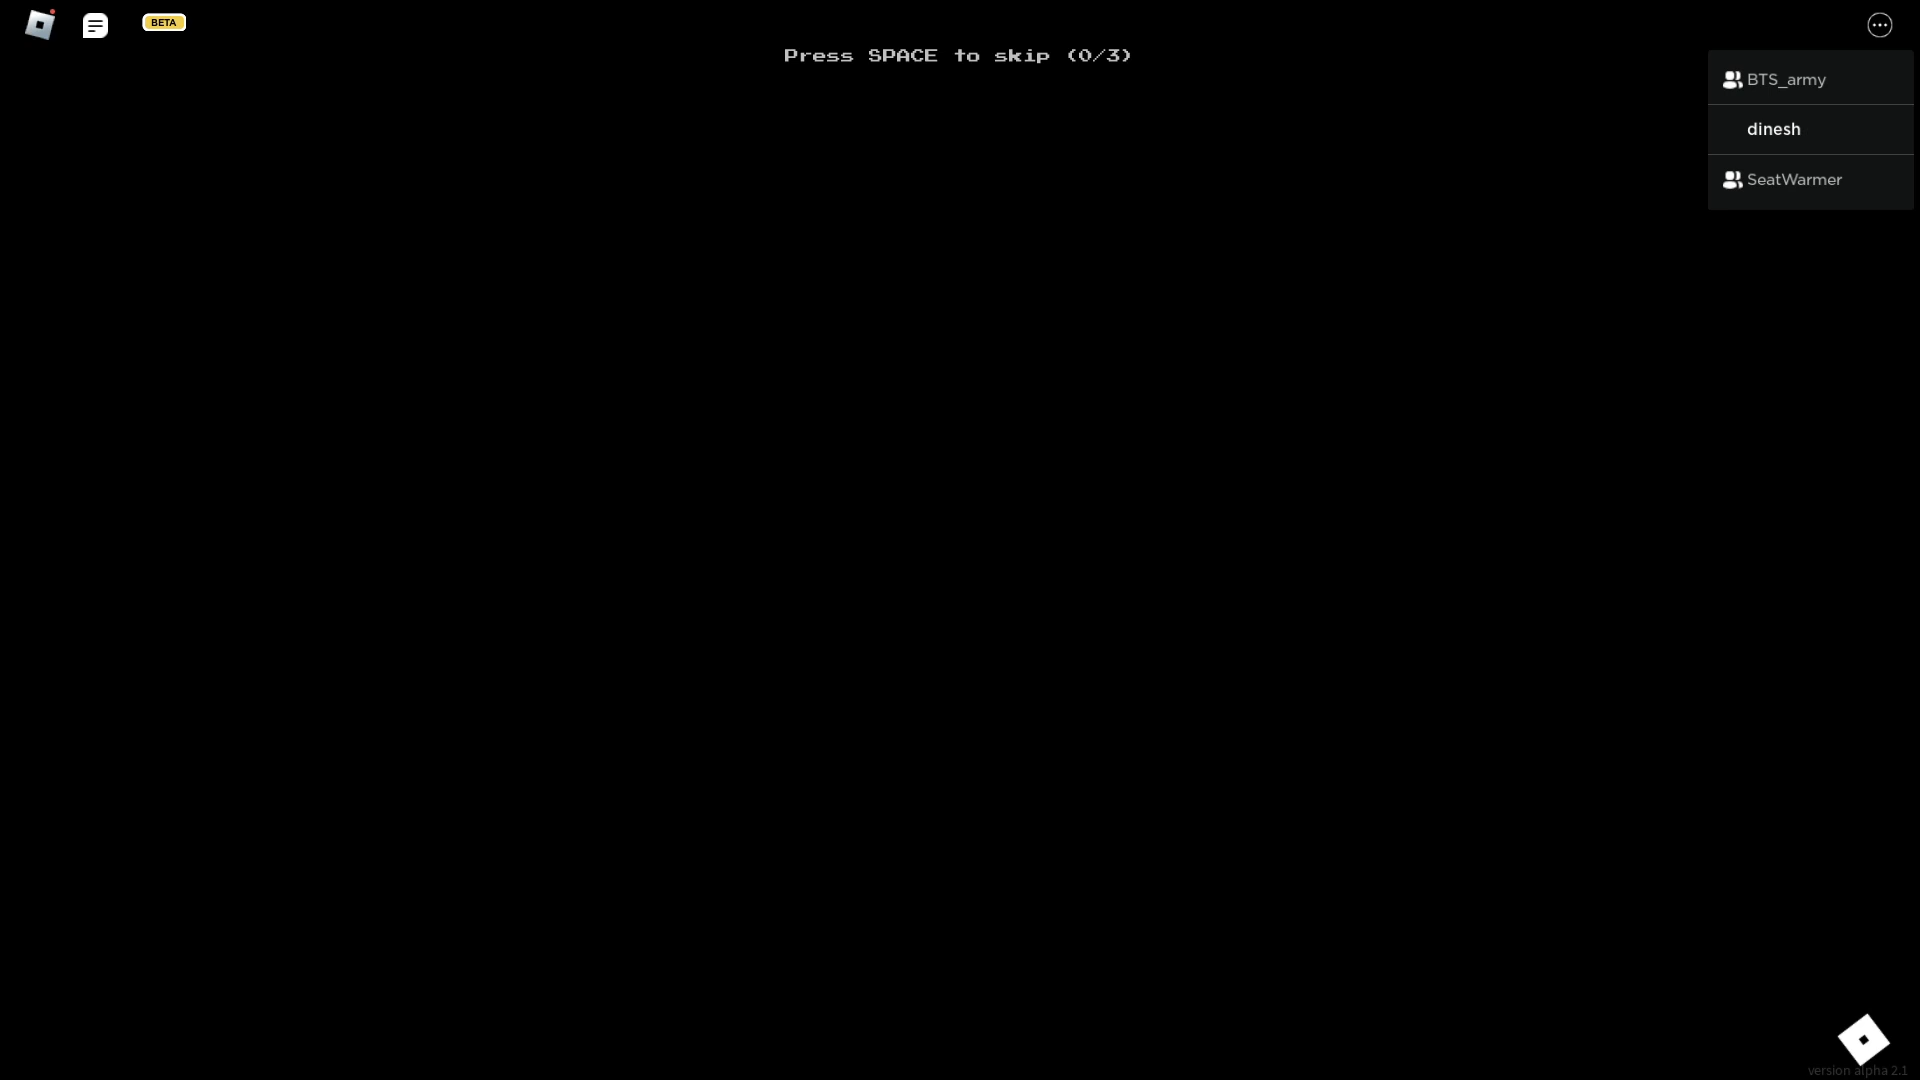 BETA
Press SPACE to skip (0/3)
BTS_army
dinesh
SeatWarmer
version alpha 2.1